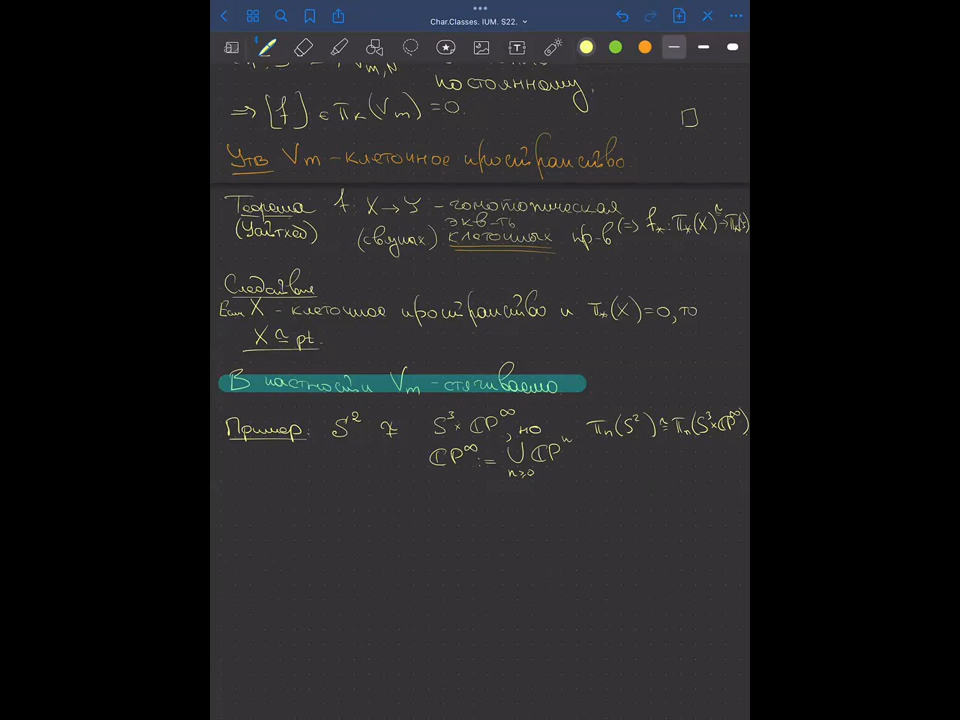 Char.Classes. IUM. S22.
V_{m,N}
постоянному.
⇒ [f] ∈ π_k(V_m) = 0. □
Утв V_m - клеточное пространство.
Теорема f: X → Y - гомотопическая
экв-ть
(Уайтхед) (связных) клеточных пр-в (⇒ f_*: π_*(X) ≅→ π_*(Y))
Следствие
Если X - клеточное пространство и π_*(X) = 0, то
X ≃ pt.
В частности V_m - стягиваемо.
Пример: S² ≄ S³ × ℂP^∞, но π_n(S²) ≅ π_n(S³×ℂP^∞)
ℂP^∞ := ⋃_{n≥0} ℂP^n